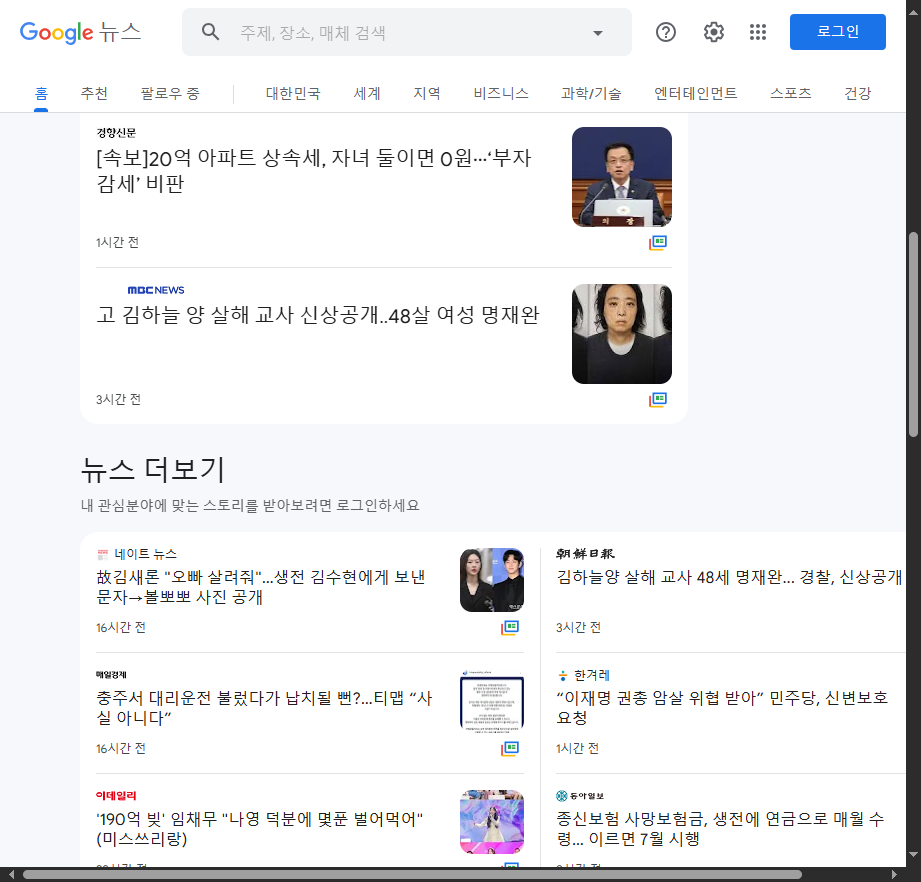 Google 뉴스
주제, 장소, 매체 검색
로그인
홈 추천 팔로우 중 대한민국 세계 지역 비즈니스 과학/기술 엔터테인먼트 스포츠 건강
경향신문
[속보]20억 아파트 상속세, 자녀 둘이면 0원…‘부자
감세’ 비판
1시간 전
의 장
MBC NEWS
고 김하늘 양 살해 교사 신상공개..48살 여성 명재완
3시간 전
뉴스 더보기
내 관심분야에 맞는 스토리를 받아보려면 로그인하세요
네이트 뉴스
故김새론 "오빠 살려줘"...생전 김수현에게 보낸
문자→볼뽀뽀 사진 공개
16시간 전
매일경제
충주서 대리운전 불렀다가 납치될 뻔?...티맵 “사
실 아니다”
16시간 전
이데일리
'190억 빚' 임채무 "나영 덕분에 몇푼 벌어먹어"
(미스쓰리랑)
朝鮮日報
김하늘양 살해 교사 48세 명재완... 경찰, 신상공개
3시간 전
한겨레
“이재명 권총 암살 위협 받아” 민주당, 신변보호
요청
1시간 전
동아일보
종신보험 사망보험금, 생전에 연금으로 매월 수
령... 이르면 7월 시행